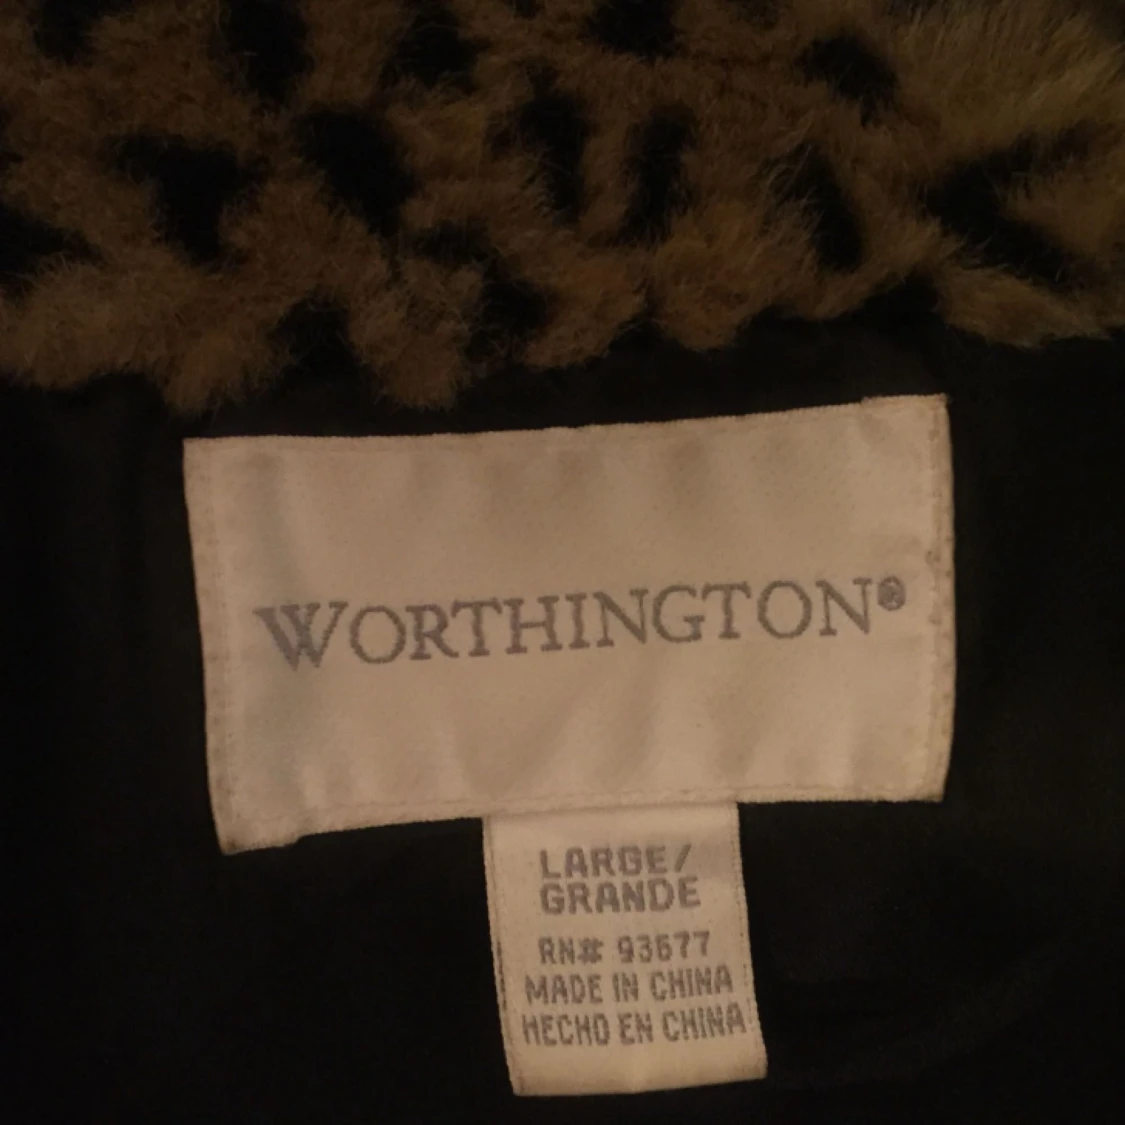 WORTHINGTON®
LARGE/
GRANDE
RN# 93677
MADE IN CHINA
HECHO EN CHINA